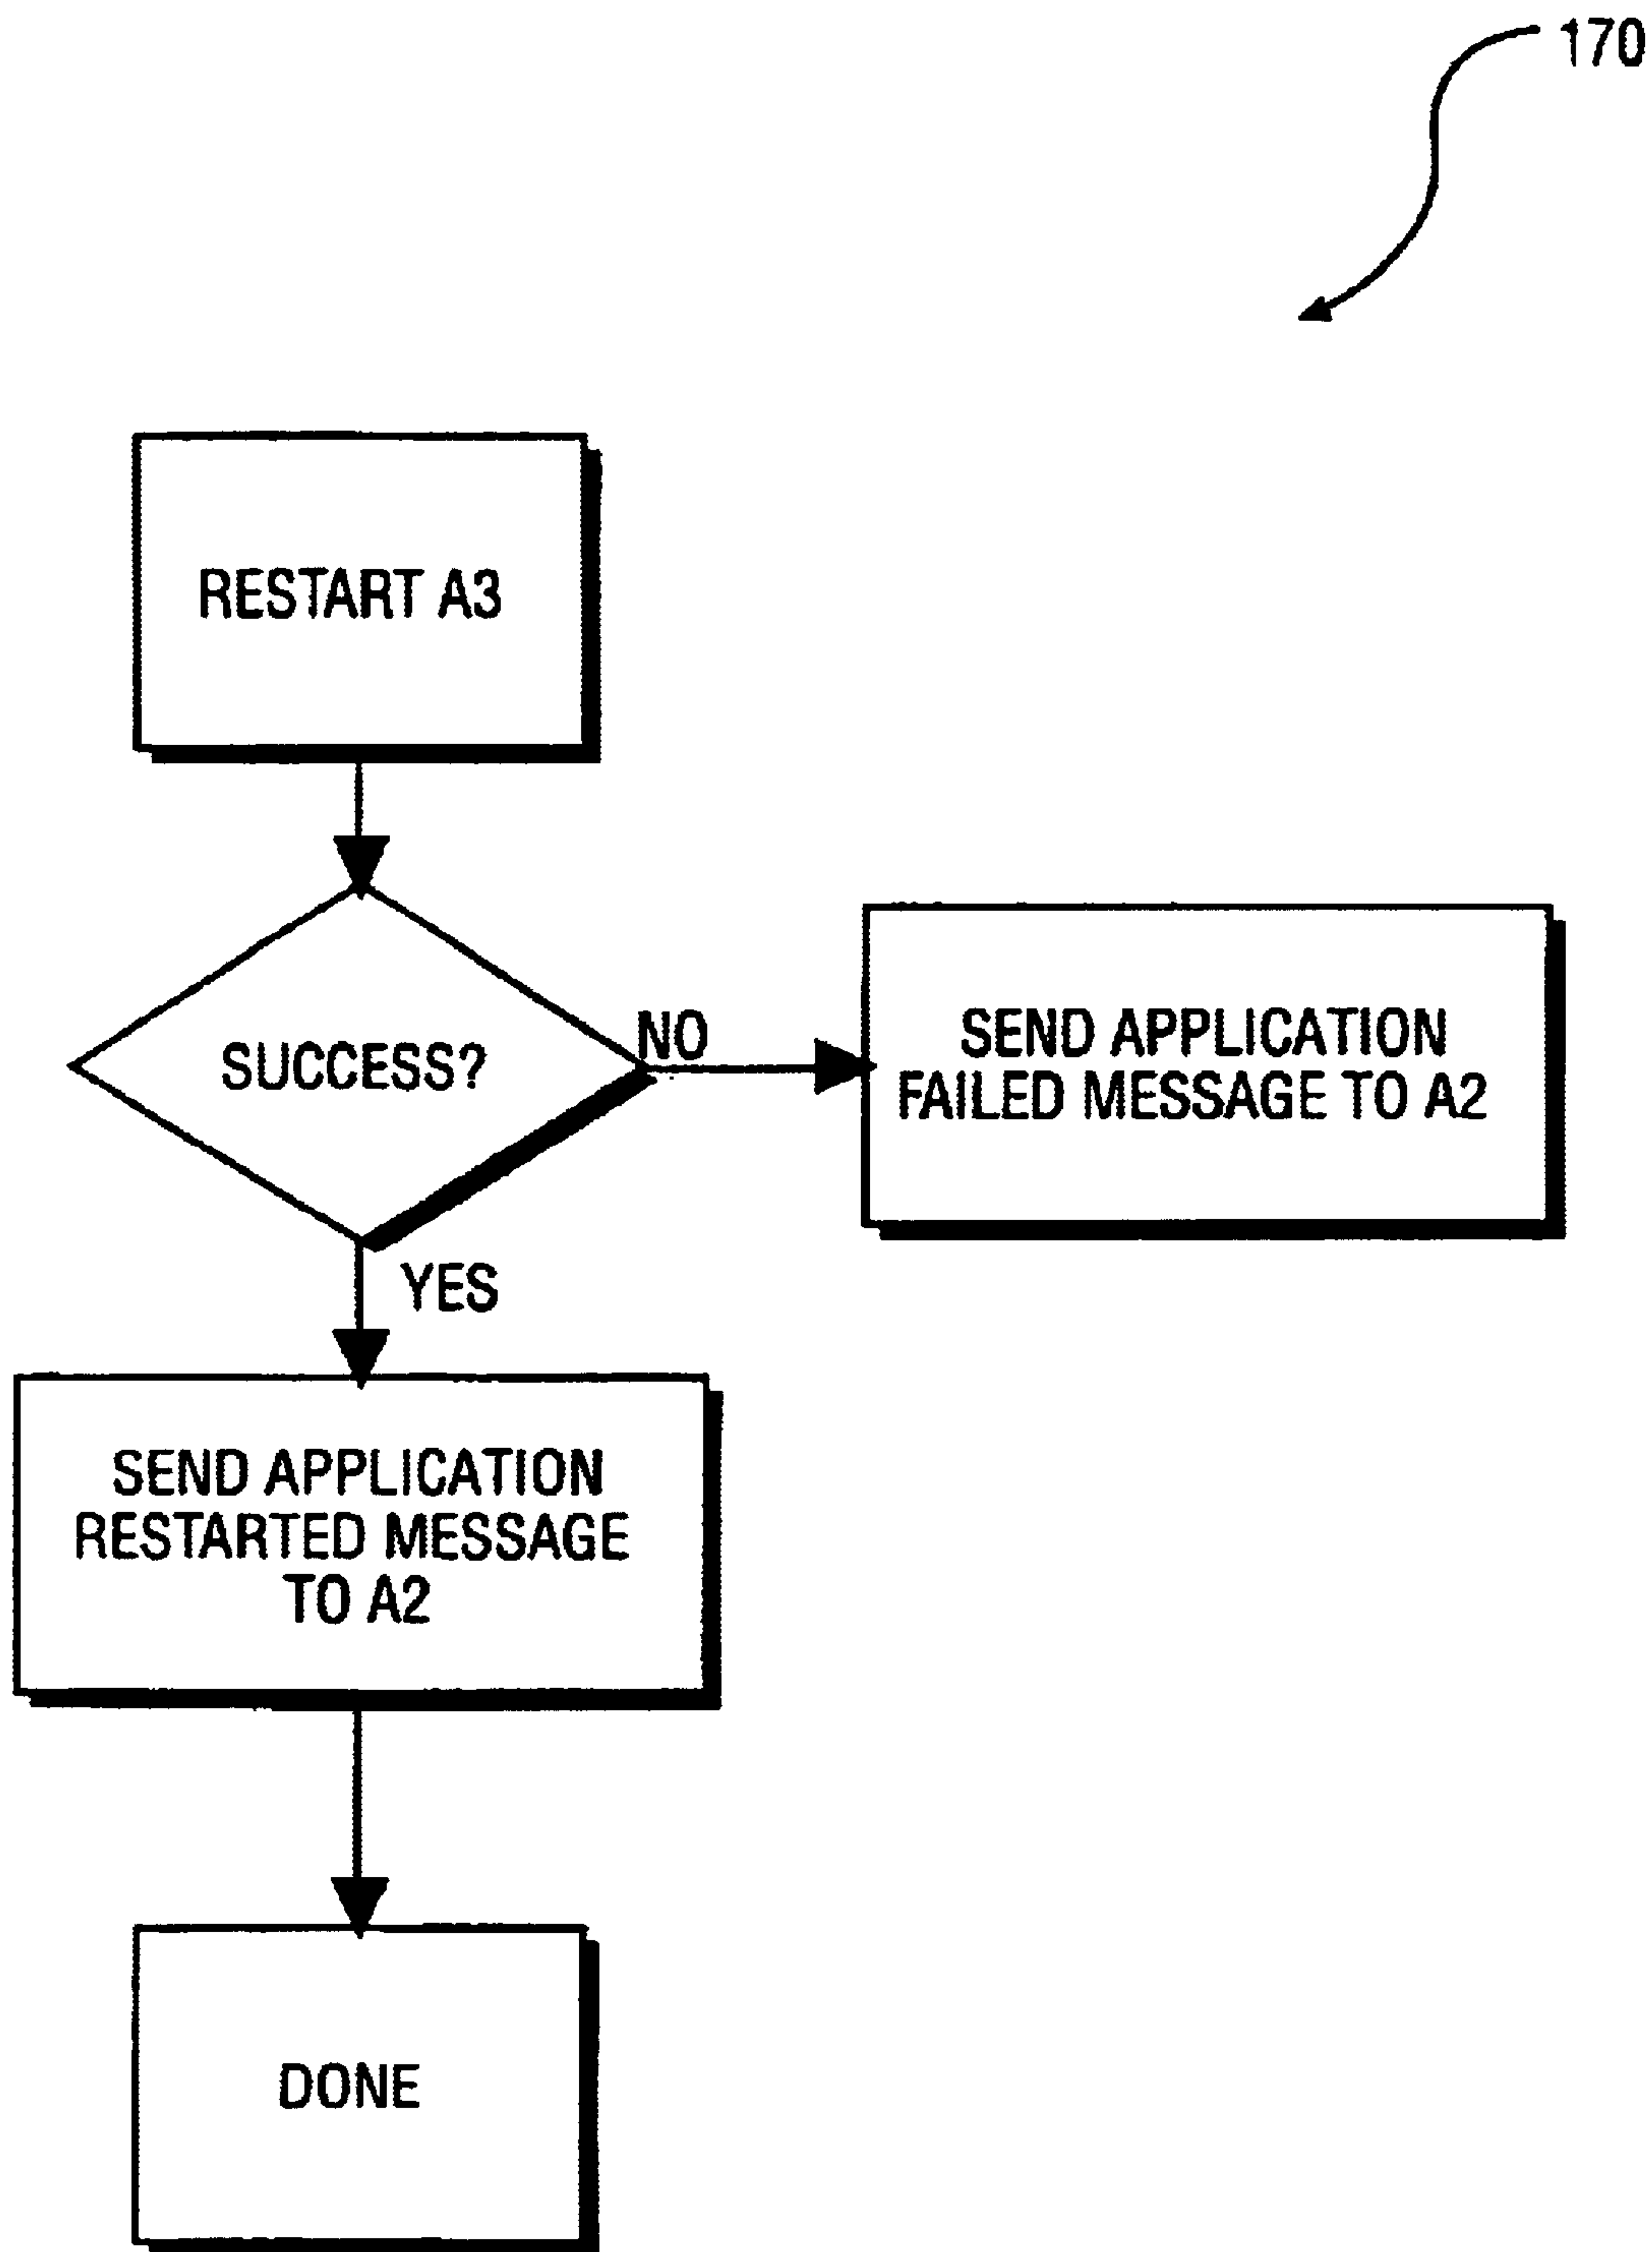 170
RESTART A3
SUCCESS?
NO
SEND APPLICATION
FAILED MESSAGE TO A2
YES
SEND APPLICATION
RESTARTED MESSAGE
TO A2
DONE